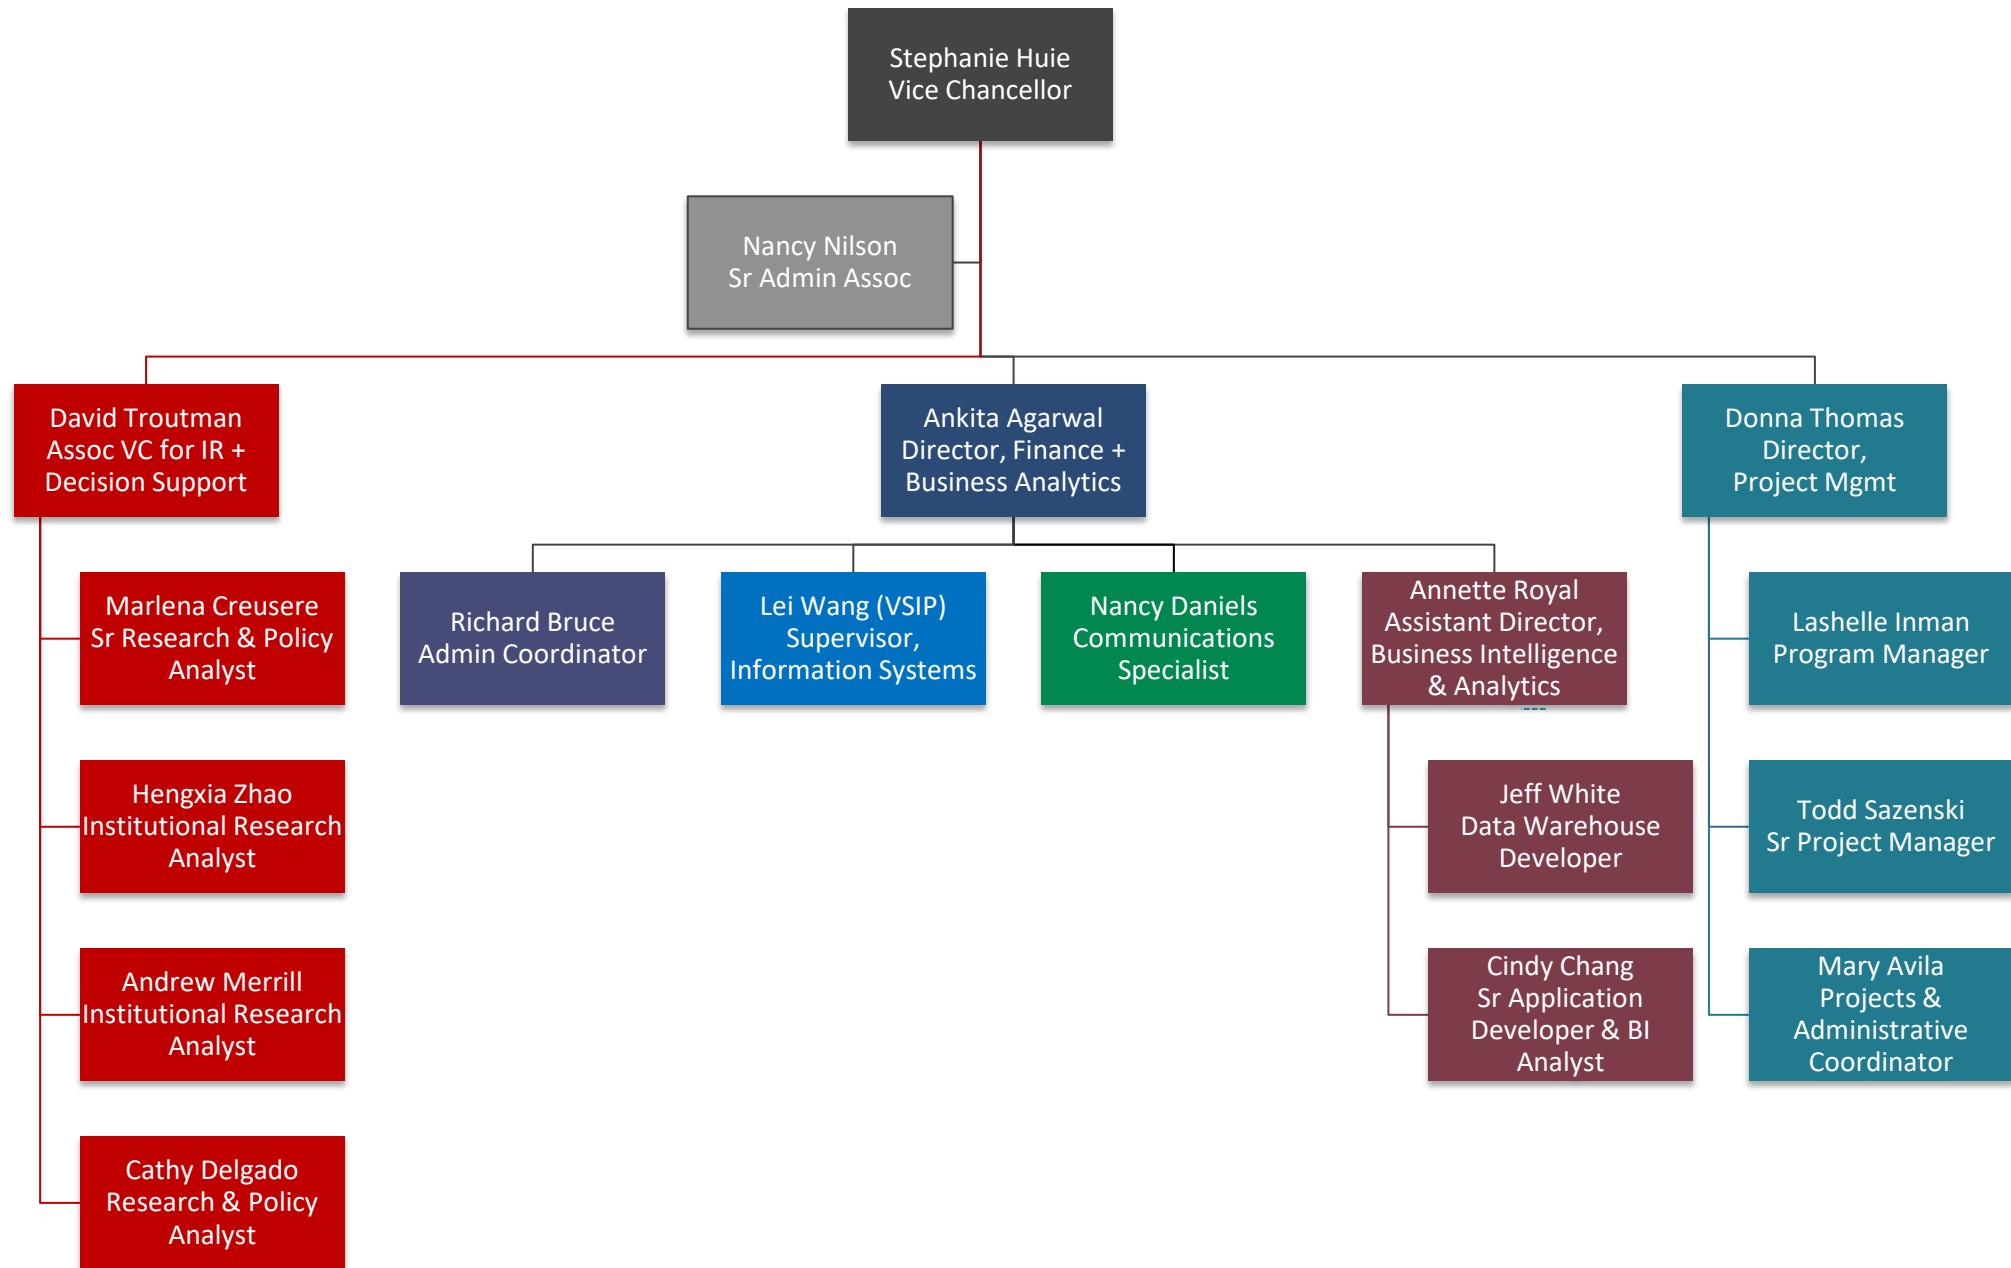 Stephanie Huie
Vice Chancellor
Nancy Nilson
Sr Admin Assoc
David Troutman
Assoc VC for IR +
Decision Support
Ankita Agarwal
Director, Finance +
Business Analytics
Donna Thomas
Director,
Project Mgmt
Marlena Creusere
Sr Research & Policy
Analyst
Hengxia Zhao
Institutional Research
Analyst
Andrew Merrill
Institutional Research
Analyst
Cathy Delgado
Research & Policy
Analyst
Richard Bruce
Admin Coordinator
Lei Wang (VSIP)
Supervisor,
Information Systems
Nancy Daniels
Communications
Specialist
Annette Royal
Assistant Director,
Business Intelligence
& Analytics
Jeff White
Data Warehouse
Developer
Cindy Chang
Sr Application
Developer & BI
Analyst
Lashelle Inman
Program Manager
Todd Sazenski
Sr Project Manager
Mary Avila
Projects &
Administrative
Coordinator